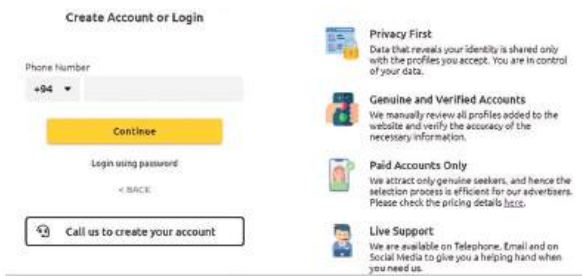 Create Account or Login
Phone Number
+94
Continue
Login using password
< BACK
Call us to create your account
Privacy First
Data that reveals your identity is shared only
with the profiles you accept. You are in control
of your data.
Genuine and Verified Accounts
We manually review all profiles added to the
website and verify the accuracy of the
necessary information.
Paid Accounts Only
We attract only genuine seekers, and hence the
selection process is efficient for our advertisers.
Please check the pricing details here.
Live Support
We are available on Telephone, Email and on
Social Media to give you a helping hand when
you need us.